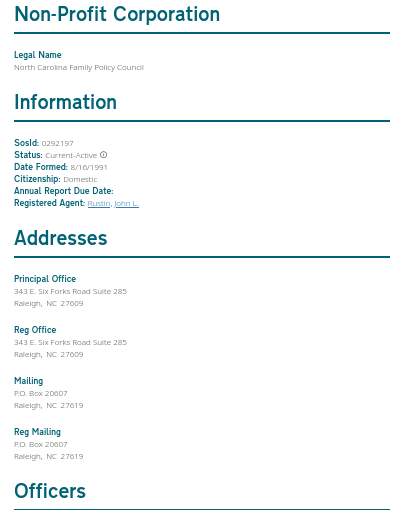 Non-Profit Corporation
Legal Name
North Carolina Family Policy Council
Information
SosId: 0292197
Status: Current-Active
Date Formed: 8/16/1991
Citizenship: Domestic
Annual Report Due Date:
Registered Agent: Rustin, John L.
Addresses
Principal Office
343 E. Six Forks Road Suite 285
Raleigh, NC 27609
Reg Office
343 E. Six Forks Road Suite 285
Raleigh, NC 27609
Mailing
P.O. Box 20607
Raleigh, NC 27619
Reg Mailing
P.O. Box 20607
Raleigh, NC 27619
Officers